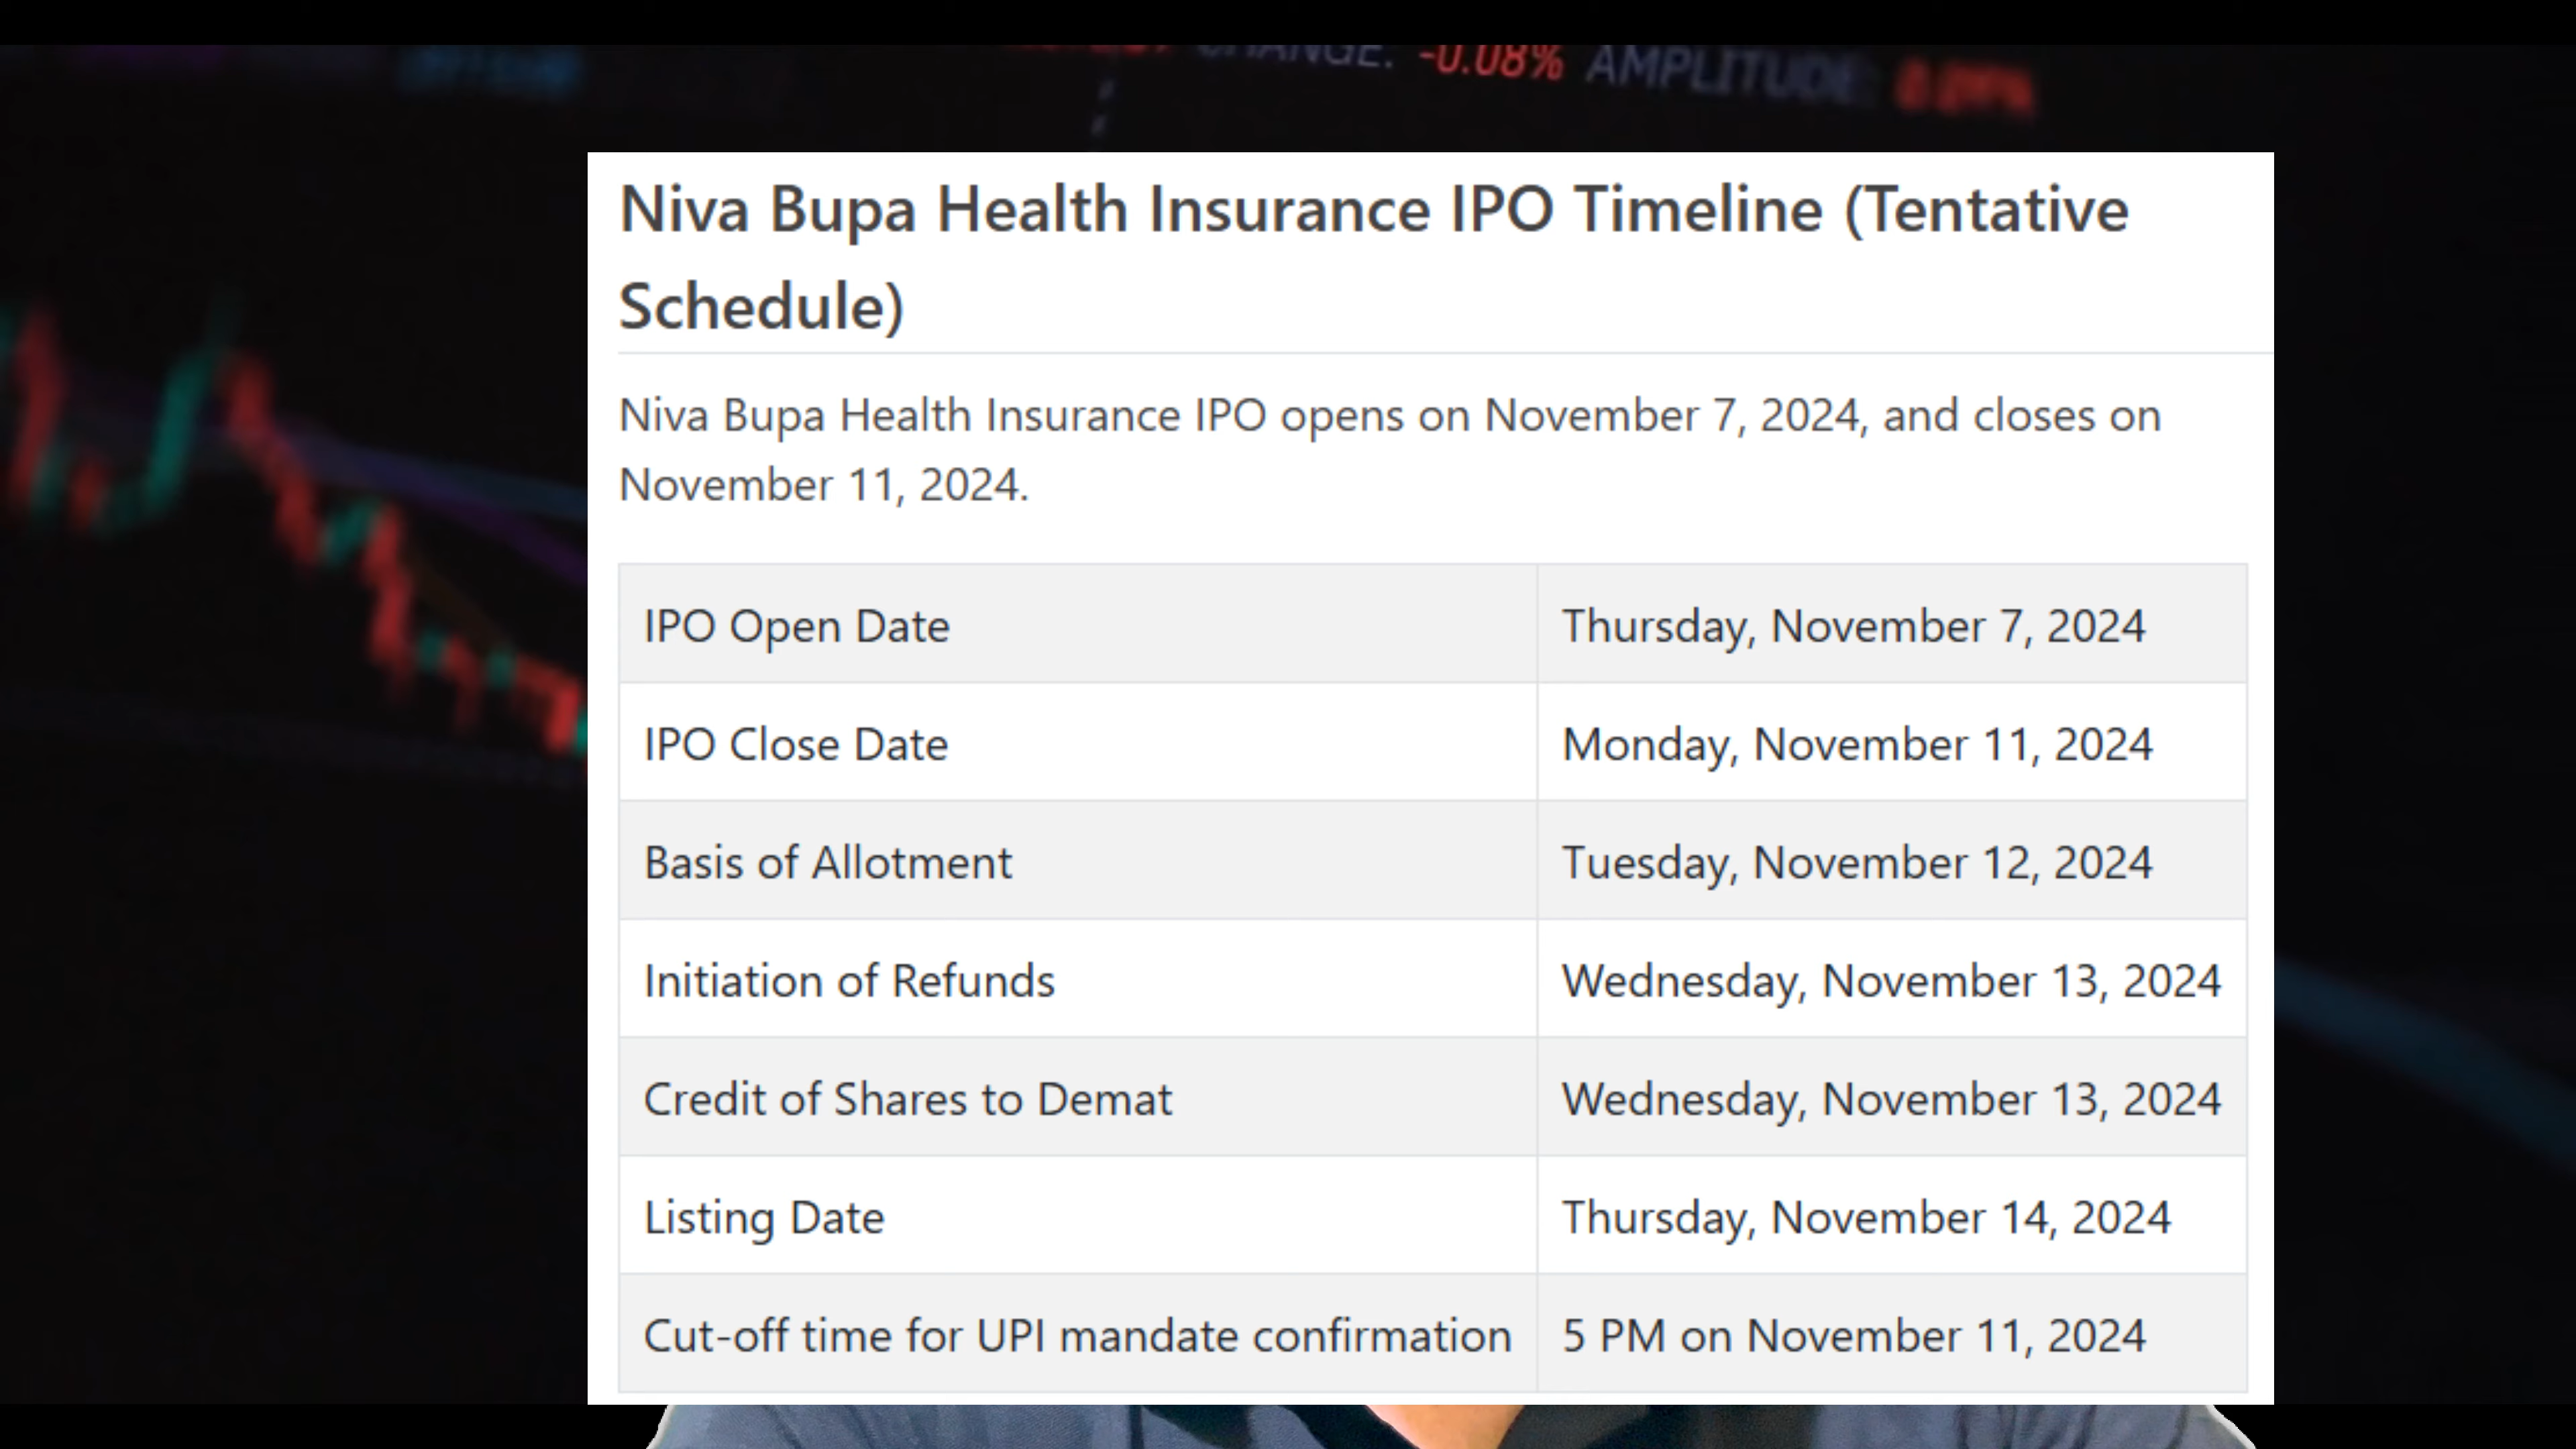 CHANGE: -0.08% AMPLITUDE:
Niva Bupa Health Insurance IPO Timeline (Tentative
Schedule)
Niva Bupa Health Insurance IPO opens on November 7, 2024, and closes on
November 11, 2024.
IPO Open Date Thursday, November 7, 2024
IPO Close Date Monday, November 11, 2024
Basis of Allotment Tuesday, November 12, 2024
Initiation of Refunds Wednesday, November 13, 2024
Credit of Shares to Demat Wednesday, November 13, 2024
Listing Date Thursday, November 14, 2024
Cut-off time for UPI mandate confirmation 5 PM on November 11, 2024